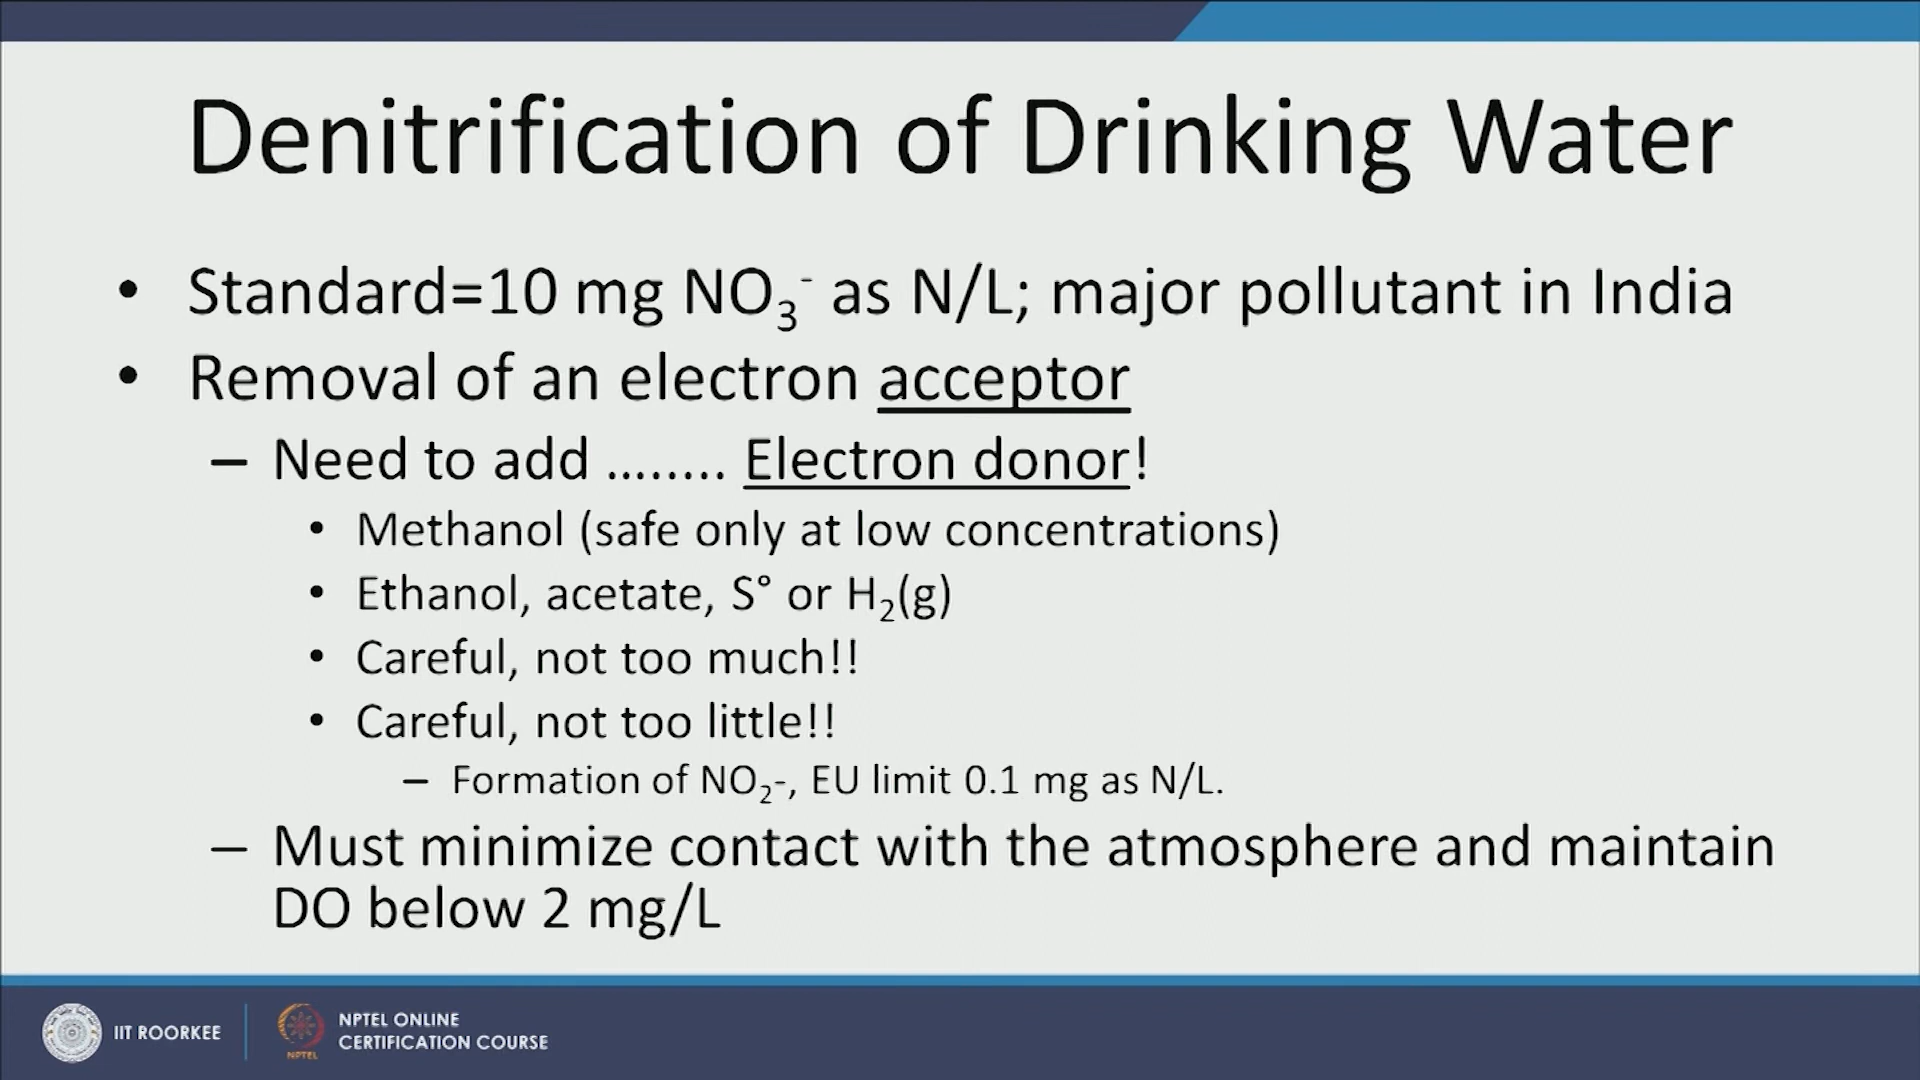 Denitrification of Drinking Water
• Standard=10 mg NO₃⁻ as N/L; major pollutant in India
• Removal of an electron acceptor
– Need to add ........ Electron donor!
• Methanol (safe only at low concentrations)
• Ethanol, acetate, S° or H₂(g)
• Careful, not too much!!
• Careful, not too little!!
– Formation of NO₂-, EU limit 0.1 mg as N/L.
– Must minimize contact with the atmosphere and maintain
DO below 2 mg/L
IIT ROORKEE
NPTEL
NPTEL ONLINE
CERTIFICATION COURSE